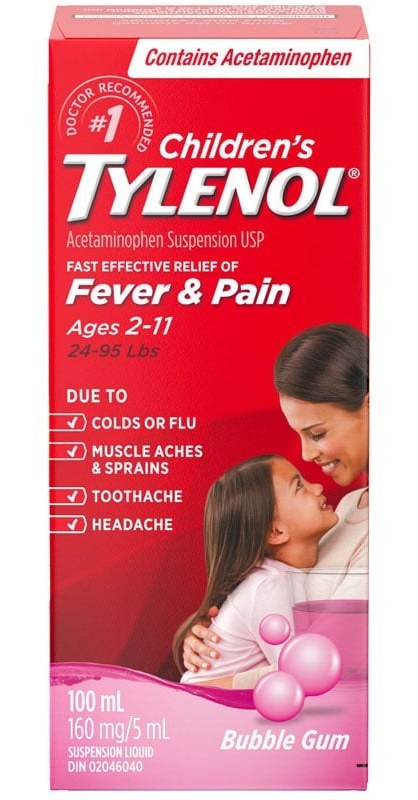 Contains Acetaminophen
DOCTOR RECOMMENDED
#1
Children's
TYLENOL®
Acetaminophen Suspension USP
FAST EFFECTIVE RELIEF OF
Fever & Pain
Ages 2-11
24-95 Lbs
DUE TO
COLDS OR FLU
MUSCLE ACHES
& SPRAINS
TOOTHACHE
HEADACHE
100 mL
160 mg/5 mL
SUSPENSION LIQUID
DIN 02046040
Bubble Gum